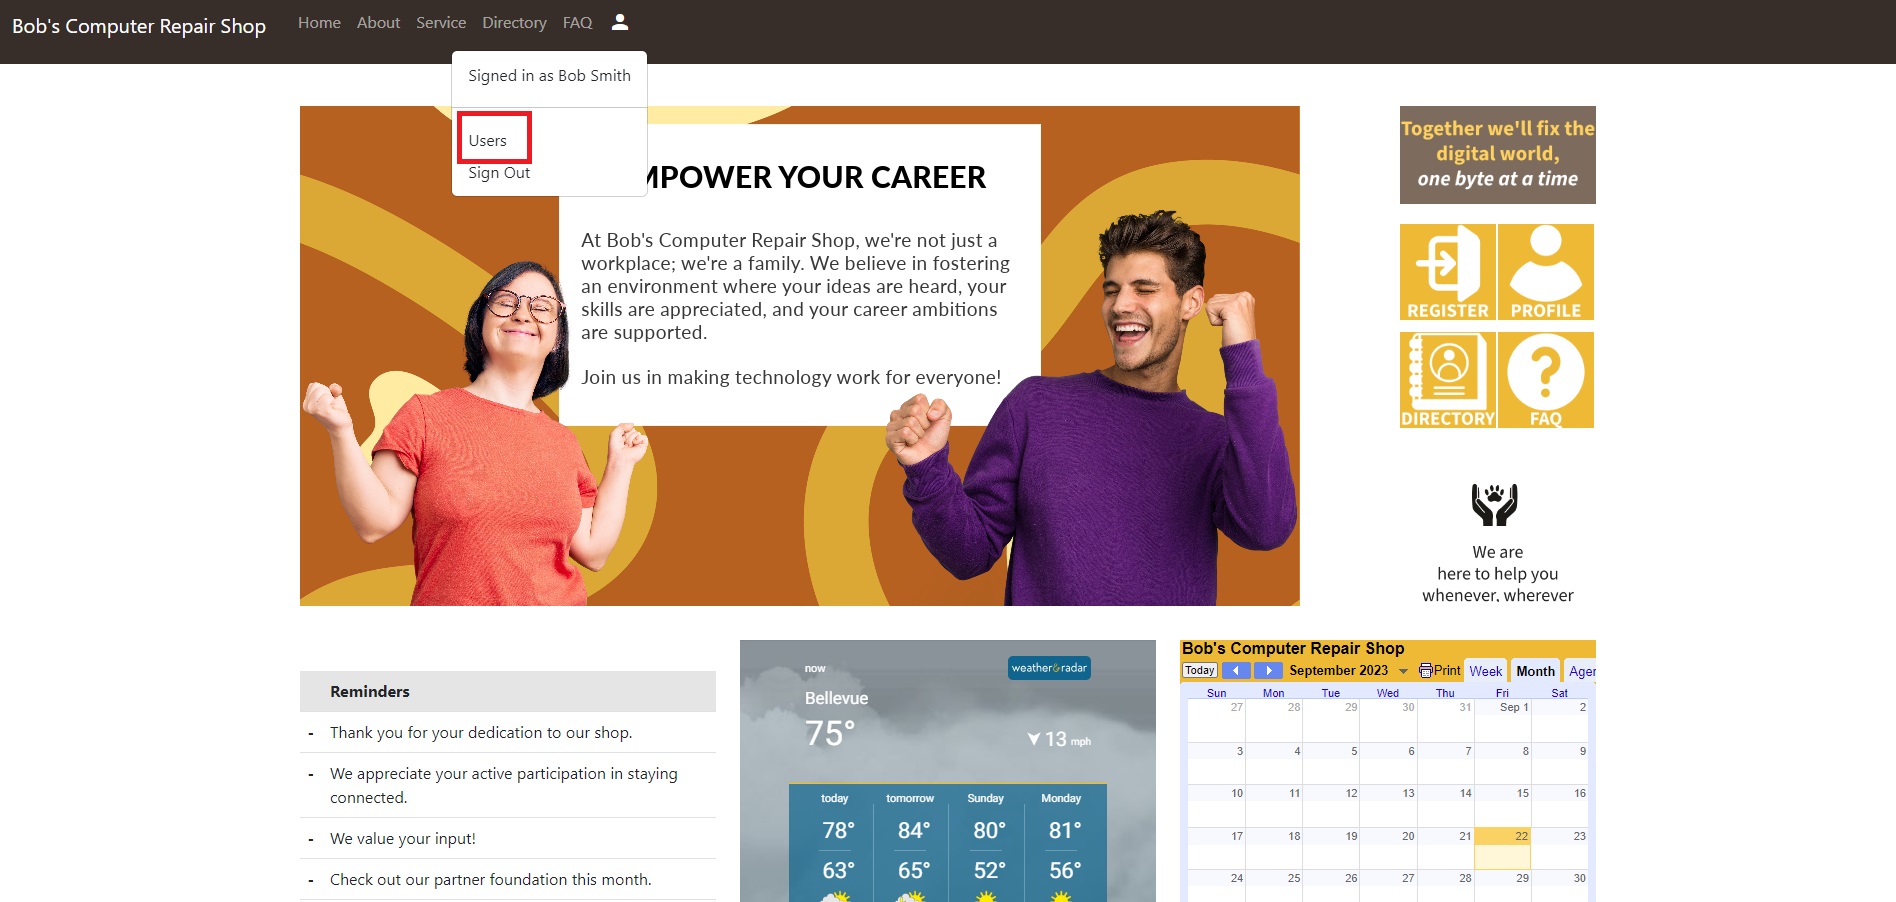 Bob's Computer Repair Shop
Home About Service Directory FAQ
Signed in as Bob Smith
Users
Sign Out
MPOWER YOUR CAREER
At Bob's Computer Repair Shop, we're not just a
workplace; we're a family. We believe in fostering
an environment where your ideas are heard, your
skills are appreciated, and your career ambitions
are supported.
Join us in making technology work for everyone!
Together we'll fix the
digital world,
one byte at a time
REGISTER PROFILE
DIRECTORY FAQ
We are
here to help you
whenever, wherever
Reminders
- Thank you for your dedication to our shop.
- We appreciate your active participation in staying
connected.
- We value your input!
- Check out our partner foundation this month.
now
weather&radar
Bellevue
75°
13 mph
today tomorrow Sunday Monday
78° 84° 80° 81°
63° 65° 52° 56°
Bob's Computer Repair Shop
Today September 2023 Print Week Month Agen
Sun Mon Tue Wed Thu Fri Sat
27 28 29 30 31 Sep 1 2
3 4 5 6 7 8 9
10 11 12 13 14 15 16
17 18 19 20 21 22 23
24 25 26 27 28 29 30